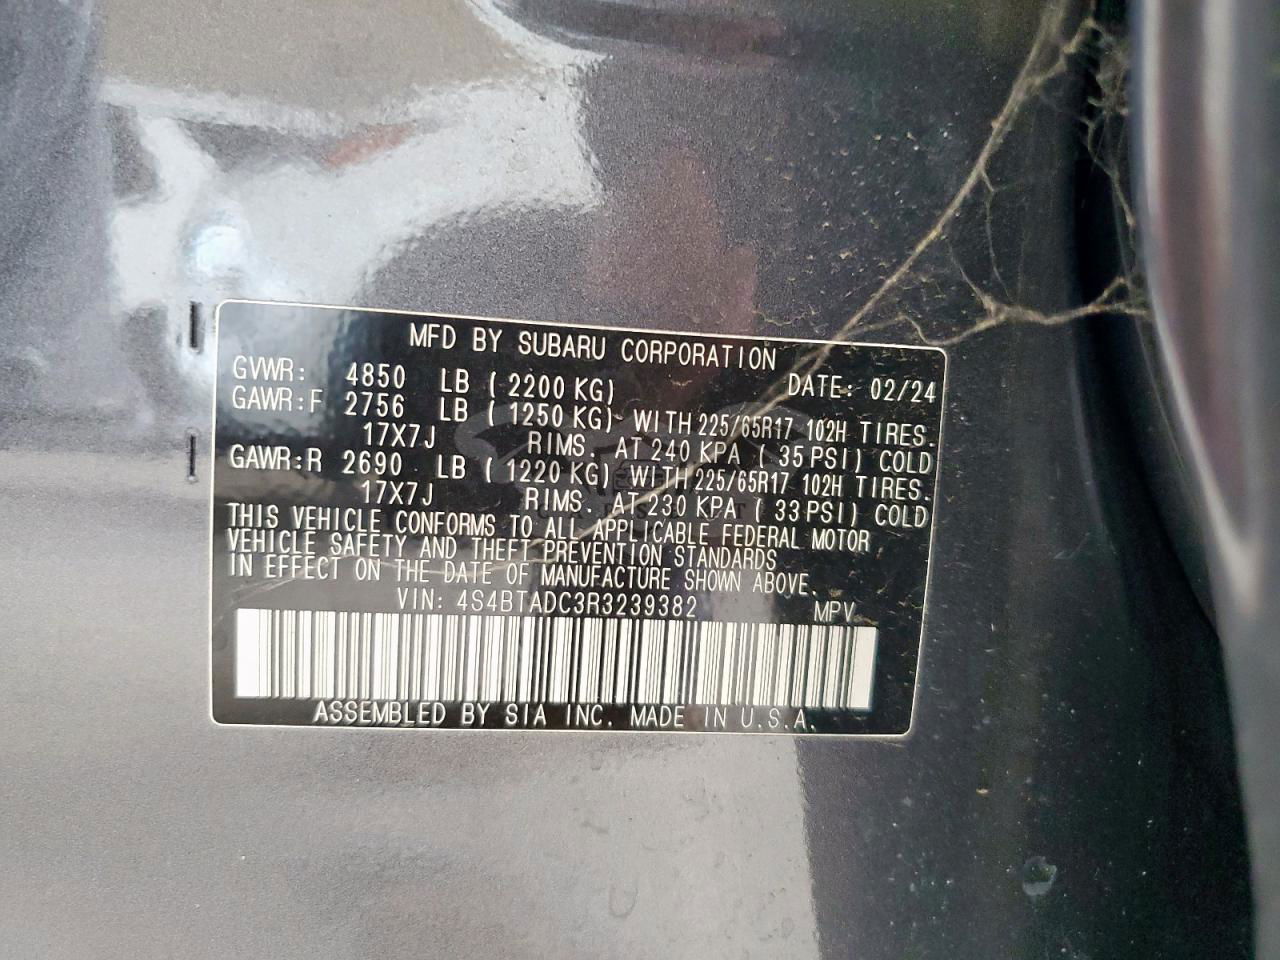 MFD BY SUBARU CORPORATION
GVWR: 4850 LB ( 2200 KG) DATE: 02/24
GAWR:F 2756 LB ( 1250 KG) WITH 225/65R17 102H TIRES.
17X7J RIMS. AT 240 KPA ( 35 PSI) COLD
GAWR:R 2690 LB ( 1220 KG) WITH 225/65R17 102H TIRES.
17X7J RIMS. AT 230 KPA ( 33 PSI) COLD
THIS VEHICLE CONFORMS TO ALL APPLICABLE FEDERAL MOTOR
VEHICLE SAFETY AND THEFT PREVENTION STANDARDS
IN EFFECT ON THE DATE OF MANUFACTURE SHOWN ABOVE.
VIN: 4S4BTADC3R3239382 MPV
ASSEMBLED BY SIA INC. MADE IN U.S.A.